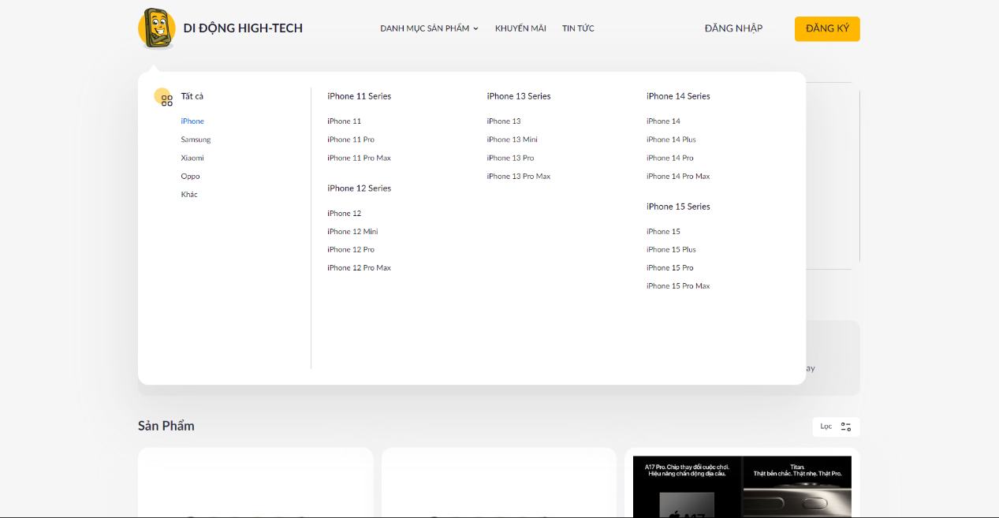 DI ĐỘNG HIGH-TECH
DANH MỤC SẢN PHẨM
KHUYẾN MÃI
TIN TỨC
ĐĂNG NHẬP
ĐĂNG KÝ
Tất cả
iPhone
Samsung
Xiaomi
Oppo
Khác
iPhone 11 Series
iPhone 11
iPhone 11 Pro
iPhone 11 Pro Max
iPhone 12 Series
iPhone 12
iPhone 12 Mini
iPhone 12 Pro
iPhone 12 Pro Max
iPhone 13 Series
iPhone 13
iPhone 13 Mini
iPhone 13 Pro
iPhone 13 Pro Max
iPhone 14 Series
iPhone 14
iPhone 14 Plus
iPhone 14 Pro
iPhone 14 Pro Max
iPhone 15 Series
iPhone 15
iPhone 15 Plus
iPhone 15 Pro
iPhone 15 Pro Max
ay
Sản Phẩm
Lọc
A17 Pro. Chip thay đổi cuộc chơi.
Hiệu năng chấn động địa cầu.
A17
Titan.
Thật bền chắc. Thật nhẹ. Thật Pro.